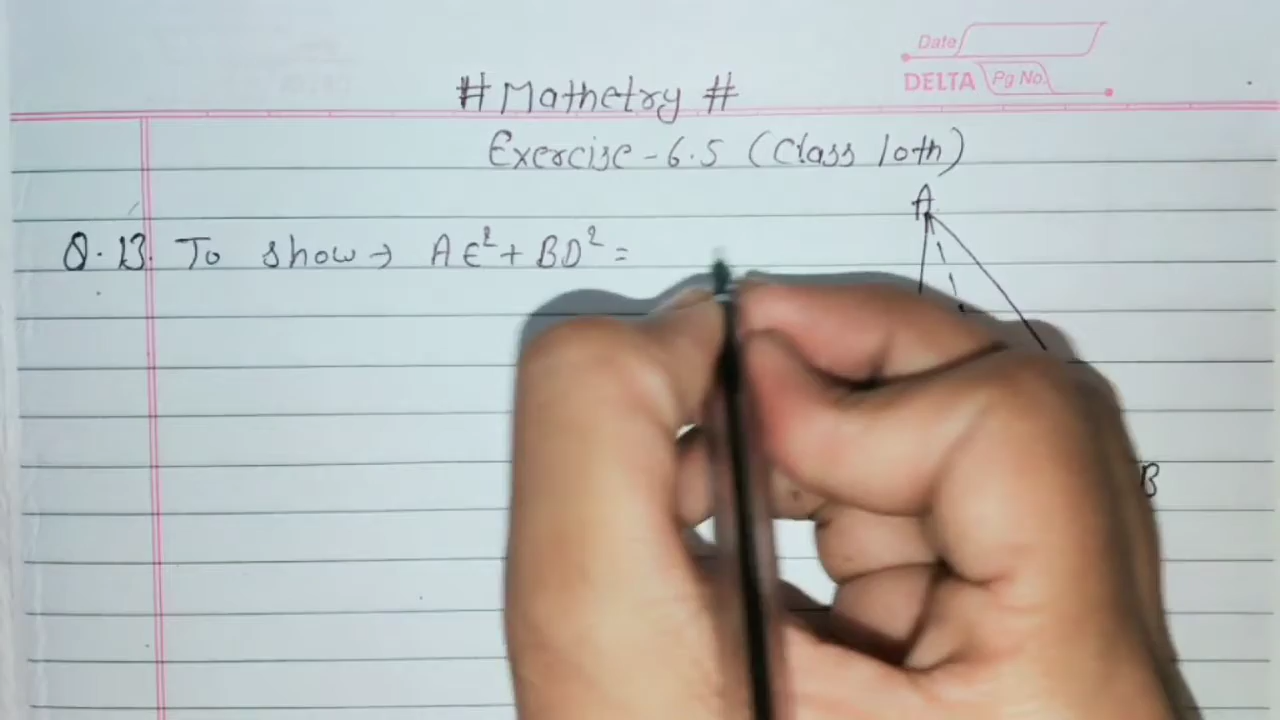 Date
DELTA Pg No.
# Mathetry #
Exercise - 6.5 (Class 10th)
A
Q. 13. To show → AE² + BD² =
B